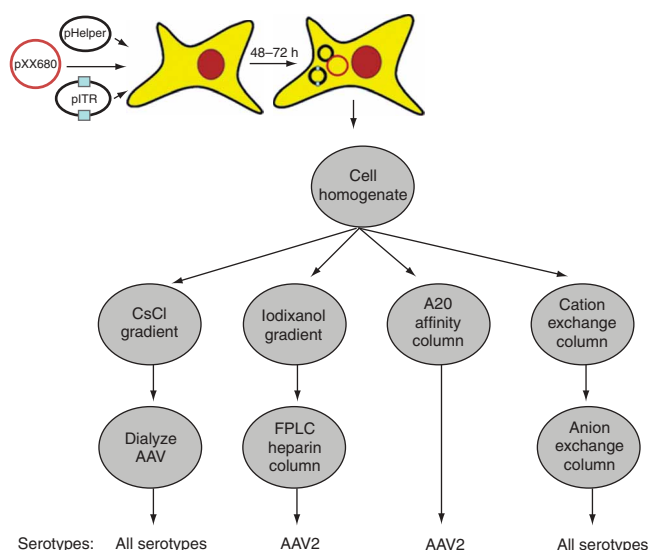 pHelper
pXX680
pITR
48–72 h
Cell
homogenate
CsCl
gradient
Iodixanol
gradient
A20
affinity
column
Cation
exchange
column
Dialyze
AAV
FPLC
heparin
column
Anion
exchange
column
Serotypes: All serotypes AAV2 AAV2 All serotypes